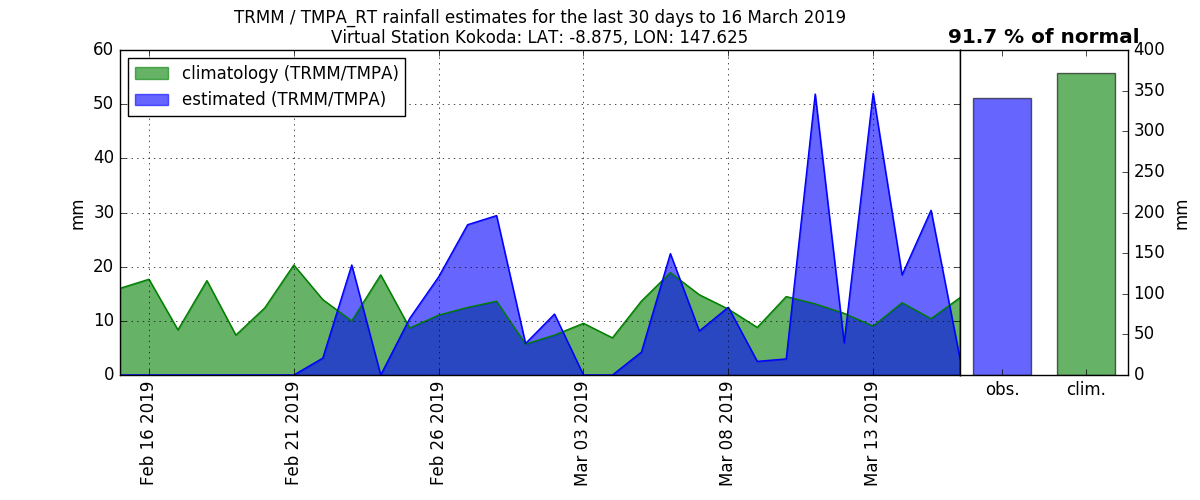 TRMM / TMPA_RT rainfall estimates for the last 30 days to 16 March 2019
Virtual Station Kokoda: LAT: -8.875, LON: 147.625
91.7 % of normal
climatology (TRMM/TMPA)
estimated (TRMM/TMPA)
60
50
40
30
20
10
0
mm
Feb 16 2019
Feb 21 2019
Feb 26 2019
Mar 03 2019
Mar 08 2019
Mar 13 2019
400
350
300
250
200
150
100
50
0
mm
obs.
clim.